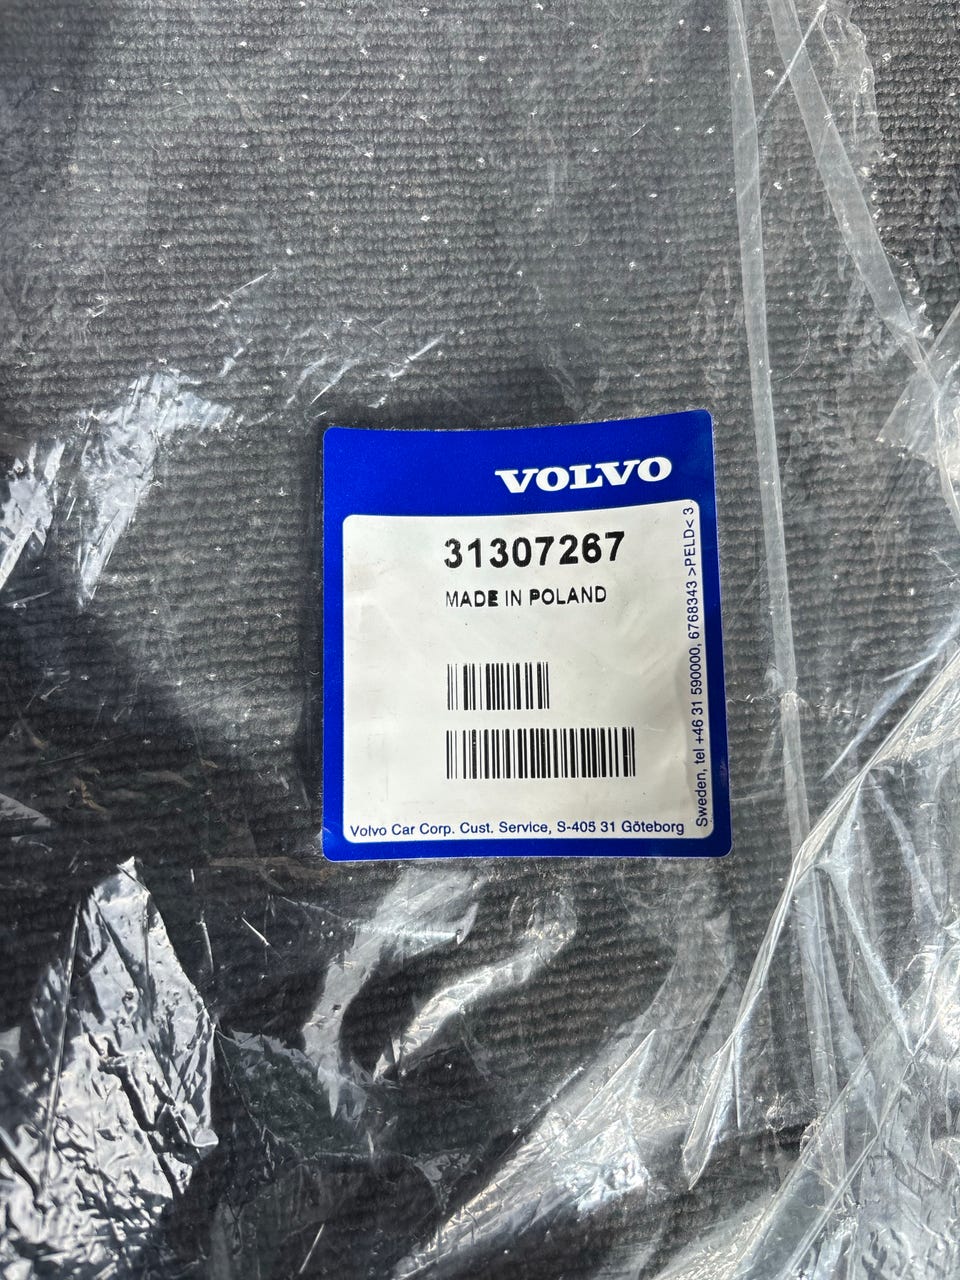 VOLVO
31307267
MADE IN POLAND
Volvo Car Corp. Cust. Service, S-405 31 Göteborg
Sweden, tel +46 31 590000, 6768343 >PELD< 3